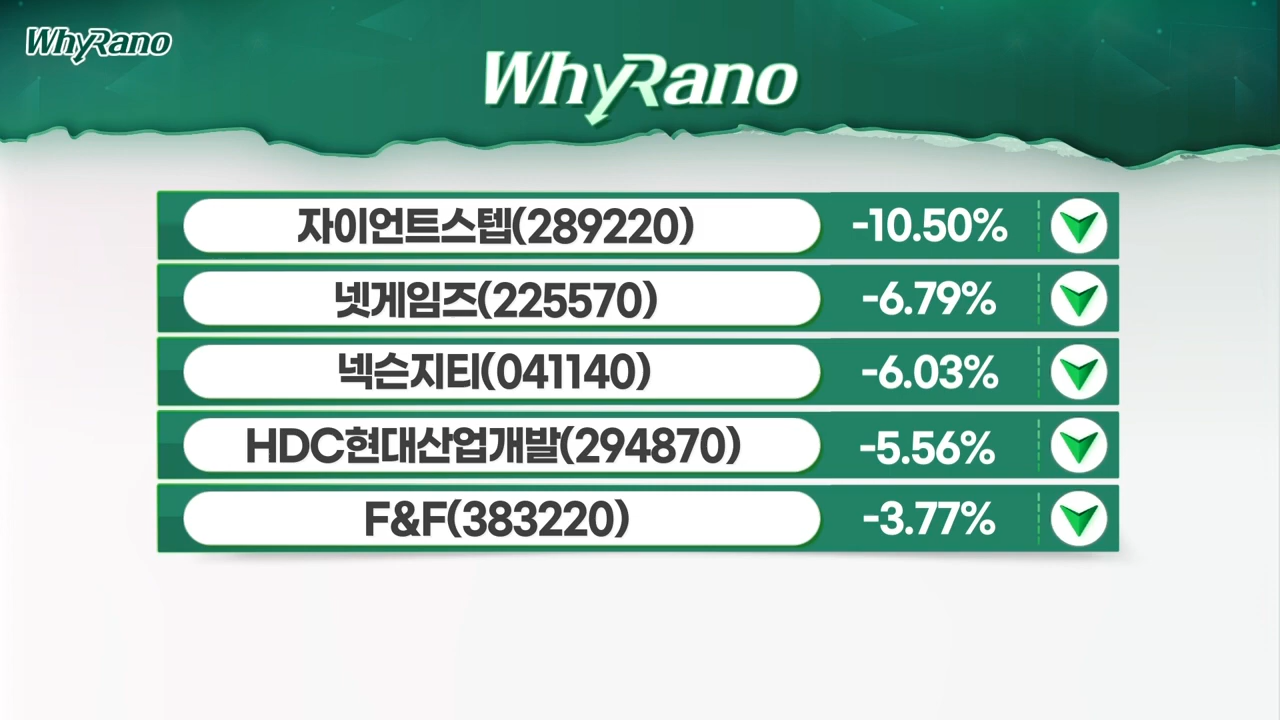 WhyRano
WhyRano
자이언트스텝(289220) -10.50%
넷게임즈(225570) -6.79%
넥슨지티(041140) -6.03%
HDC현대산업개발(294870) -5.56%
F&F(383220) -3.77%